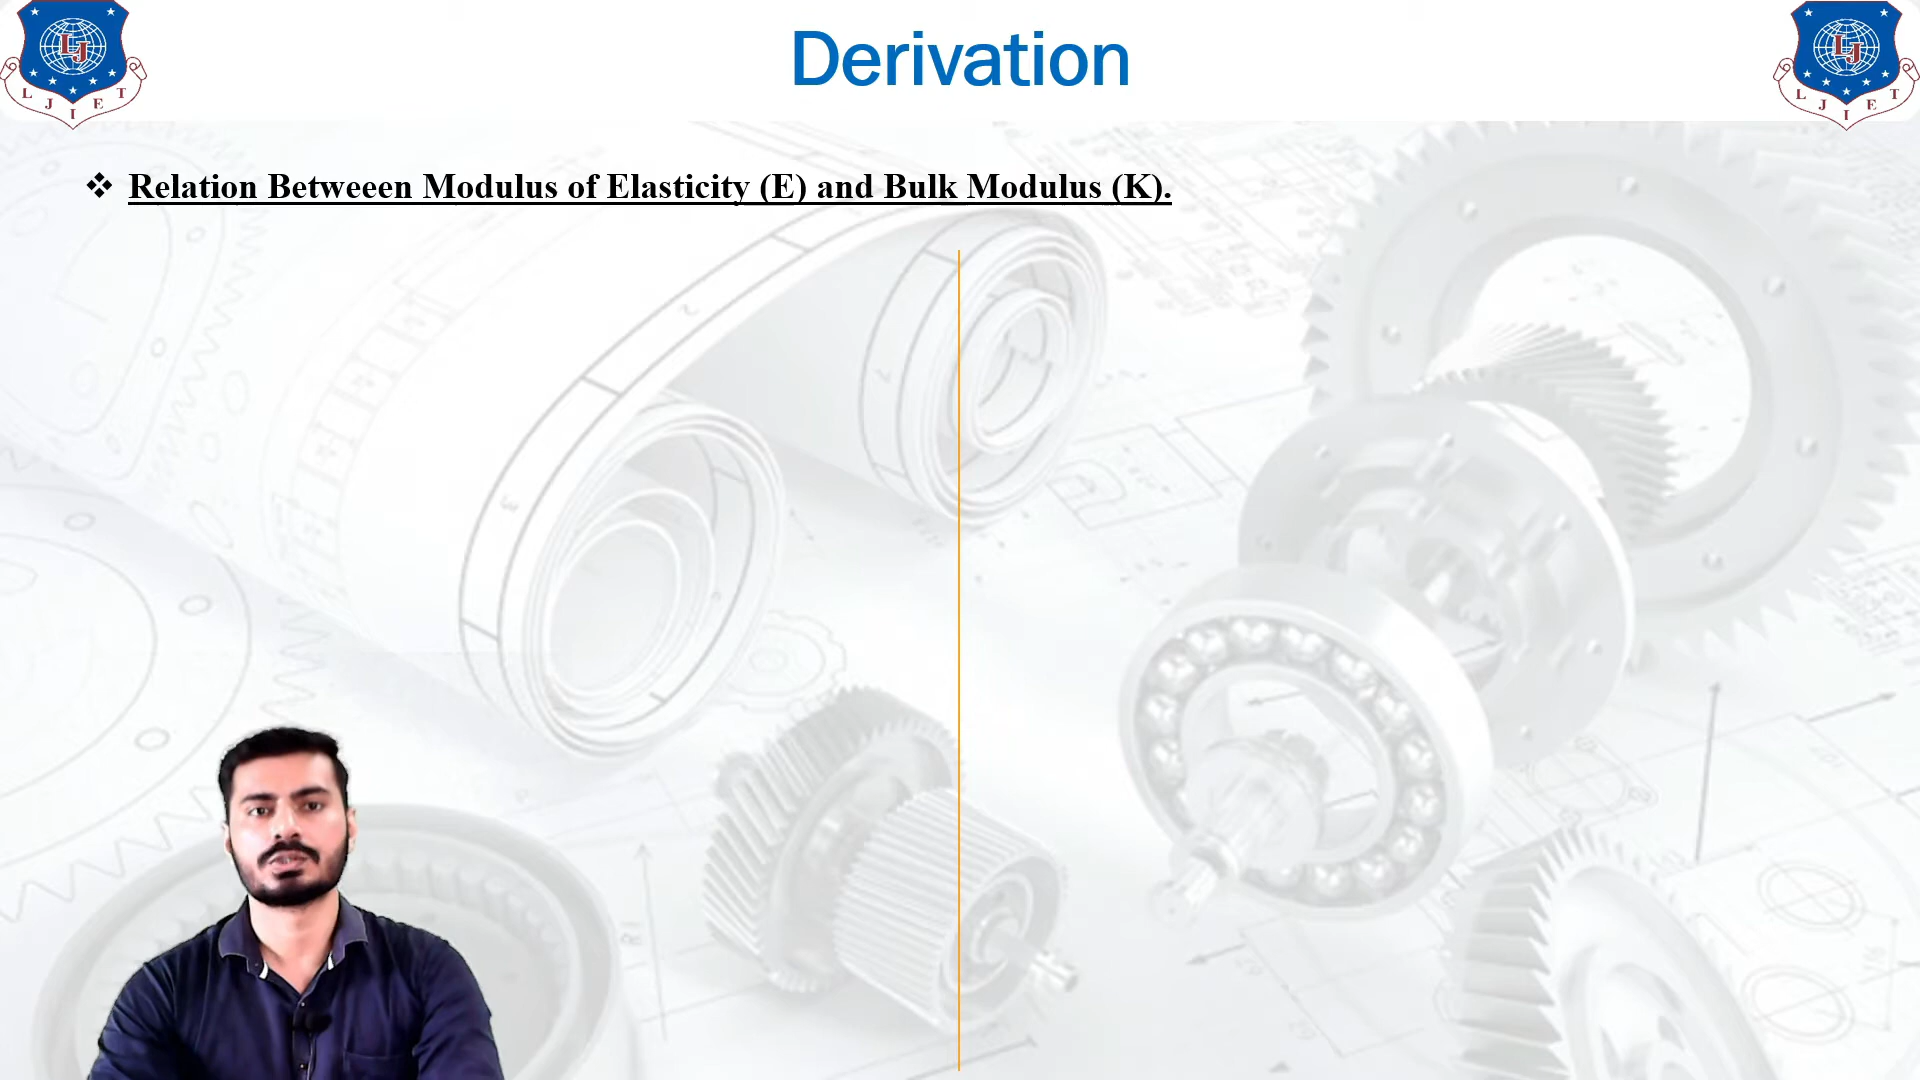 Derivation
L J I E T
L J I E T
❖ Relation Betweeen Modulus of Elasticity (E) and Bulk Modulus (K).